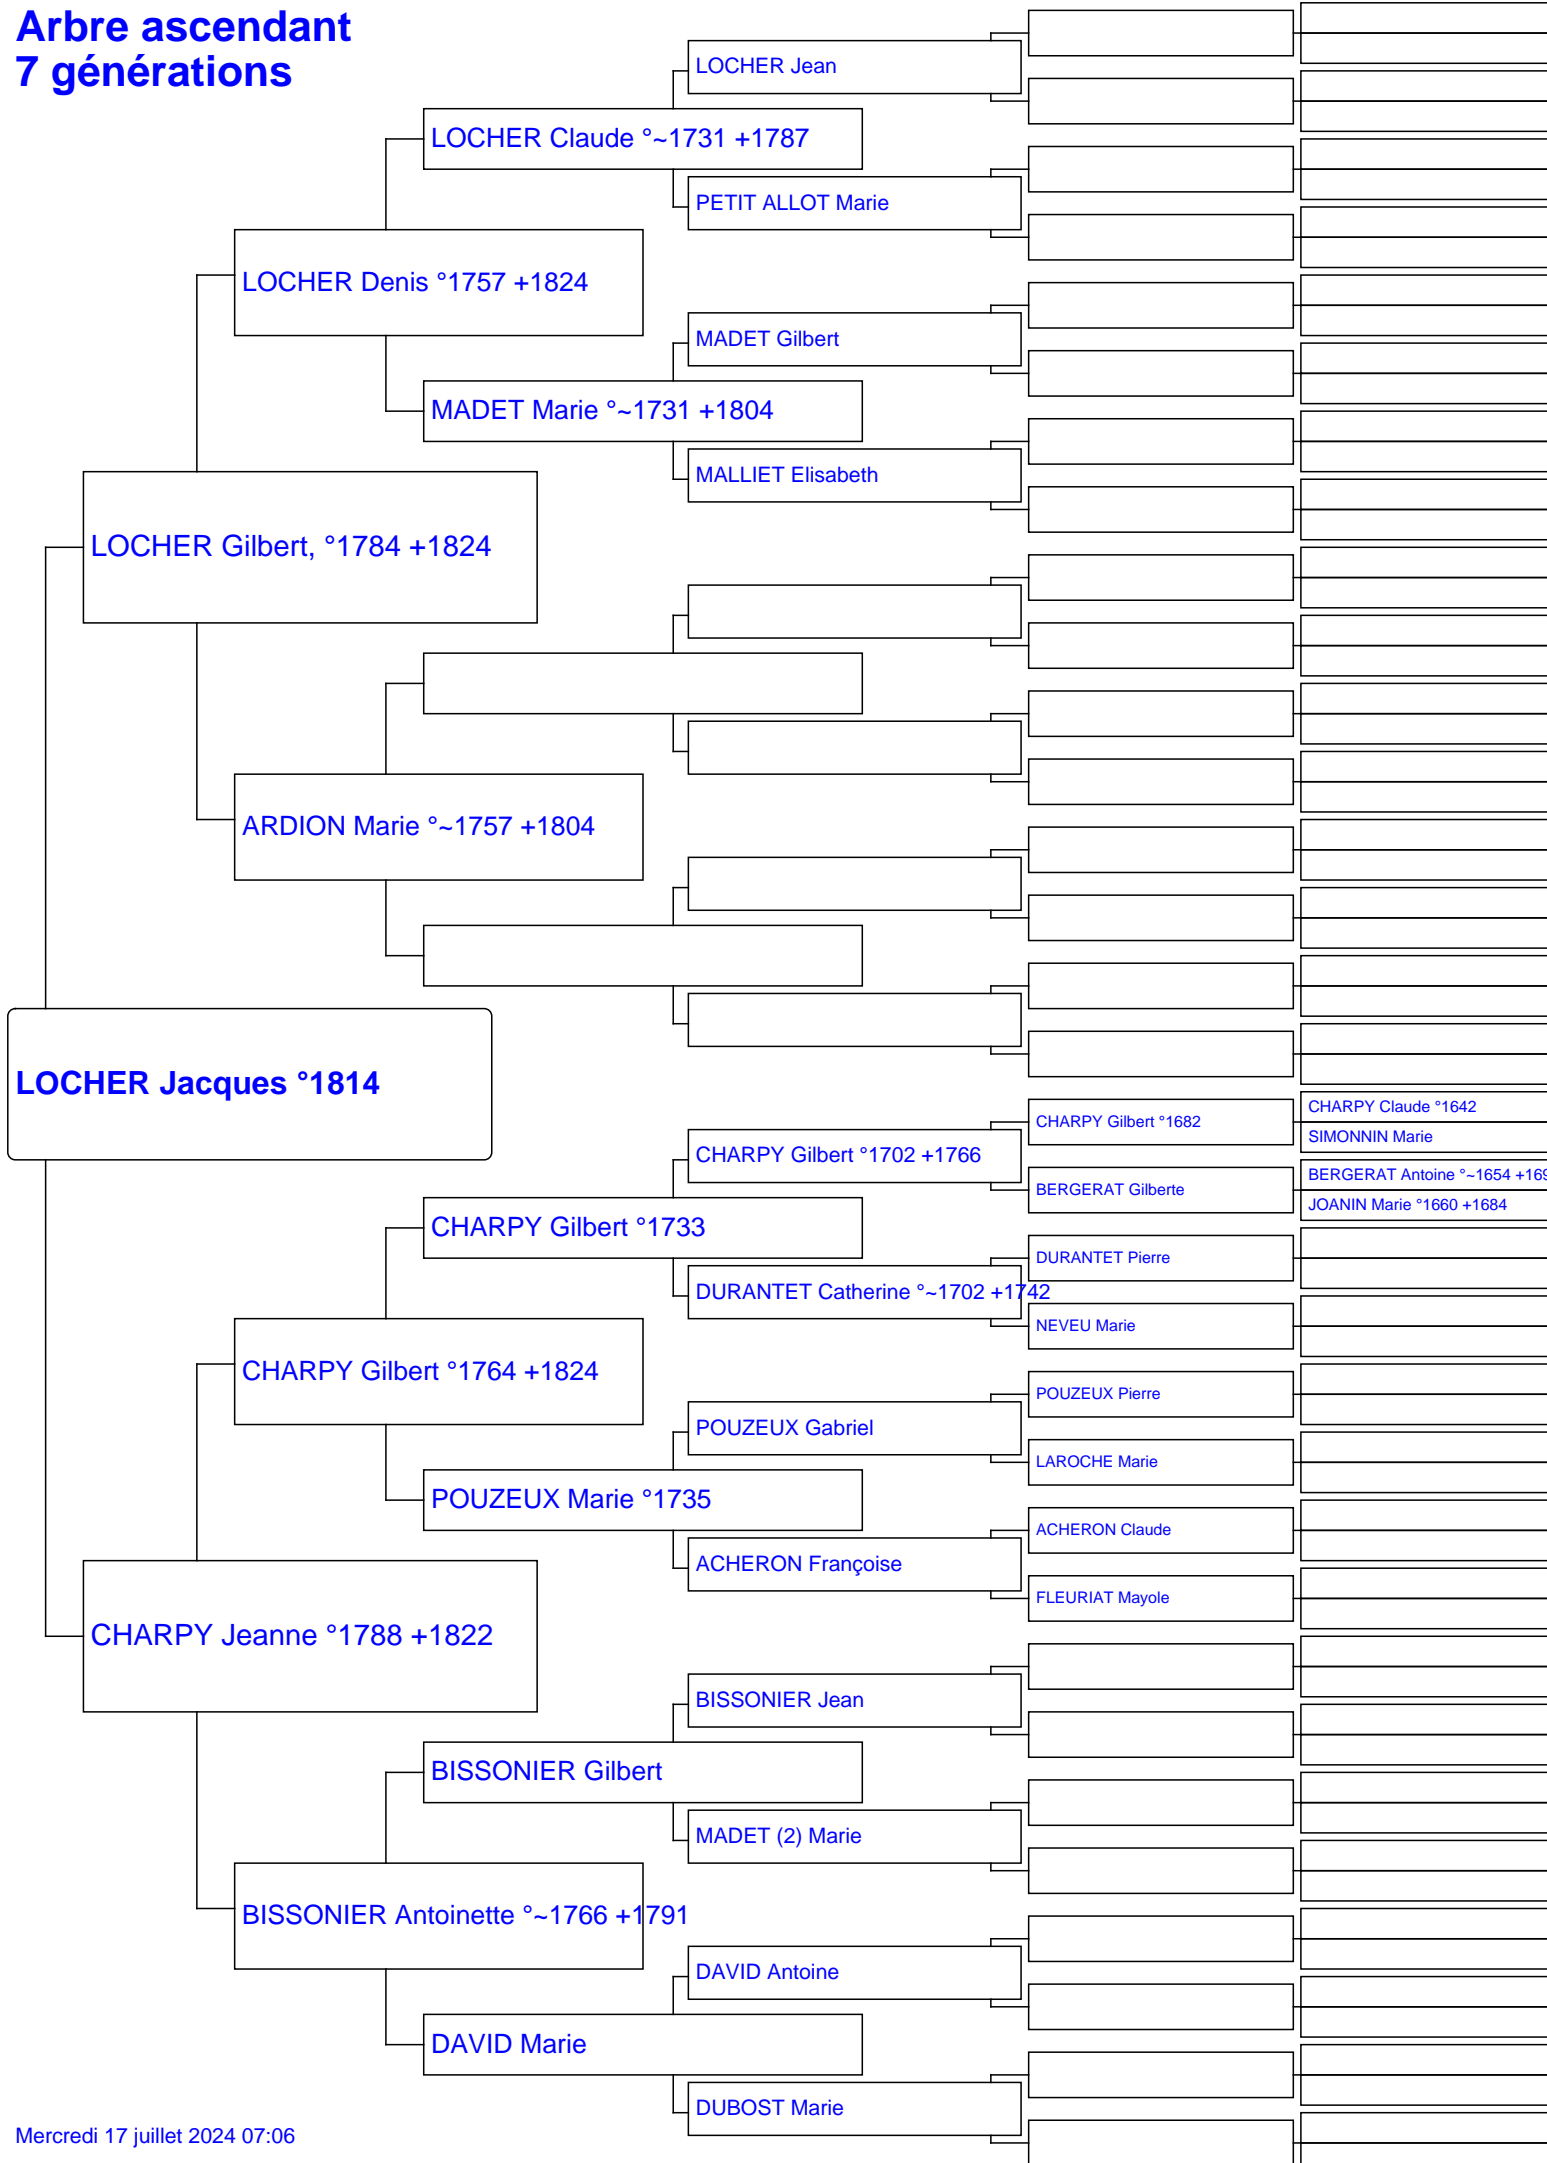 Arbre ascendant
7 générations
LOCHER Jean
LOCHER Claude °~1731 +1787
PETIT ALLOT Marie
LOCHER Denis °1757 +1824
MADET Gilbert
MADET Marie °~1731 +1804
MALLIET Elisabeth
LOCHER Gilbert, °1784 +1824
ARDION Marie °~1757 +1804
LOCHER Jacques °1814
CHARPY Claude °1642
CHARPY Gilbert °1682
SIMONNIN Marie
CHARPY Gilbert °1702 +1766
BERGERAT Antoine °~1654 +169
BERGERAT Gilberte
JOANIN Marie °1660 +1684
CHARPY Gilbert °1733
DURANTET Pierre
DURANTET Catherine °~1702 +1742
NEVEU Marie
CHARPY Gilbert °1764 +1824
POUZEUX Pierre
POUZEUX Gabriel
LAROCHE Marie
POUZEUX Marie °1735
ACHERON Claude
ACHERON Françoise
FLEURIAT Mayole
CHARPY Jeanne °1788 +1822
BISSONIER Jean
BISSONIER Gilbert
MADET (2) Marie
BISSONIER Antoinette °~1766 +1791
DAVID Antoine
DAVID Marie
DUBOST Marie
Mercredi 17 juillet 2024 07:06